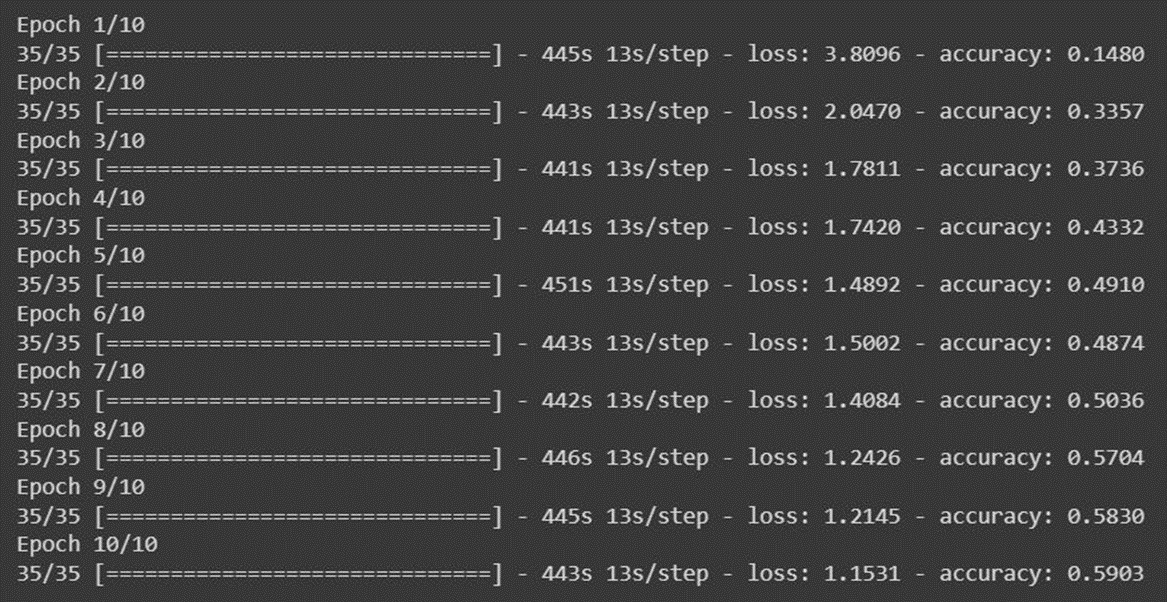 Epoch 1/10
35/35 [==============================] - 445s 13s/step - loss: 3.8096 - accuracy: 0.1480
Epoch 2/10
35/35 [==============================] - 443s 13s/step - loss: 2.0470 - accuracy: 0.3357
Epoch 3/10
35/35 [==============================] - 441s 13s/step - loss: 1.7811 - accuracy: 0.3736
Epoch 4/10
35/35 [==============================] - 441s 13s/step - loss: 1.7420 - accuracy: 0.4332
Epoch 5/10
35/35 [==============================] - 451s 13s/step - loss: 1.4892 - accuracy: 0.4910
Epoch 6/10
35/35 [==============================] - 443s 13s/step - loss: 1.5002 - accuracy: 0.4874
Epoch 7/10
35/35 [==============================] - 442s 13s/step - loss: 1.4084 - accuracy: 0.5036
Epoch 8/10
35/35 [==============================] - 446s 13s/step - loss: 1.2426 - accuracy: 0.5704
Epoch 9/10
35/35 [==============================] - 445s 13s/step - loss: 1.2145 - accuracy: 0.5830
Epoch 10/10
35/35 [==============================] - 443s 13s/step - loss: 1.1531 - accuracy: 0.5903